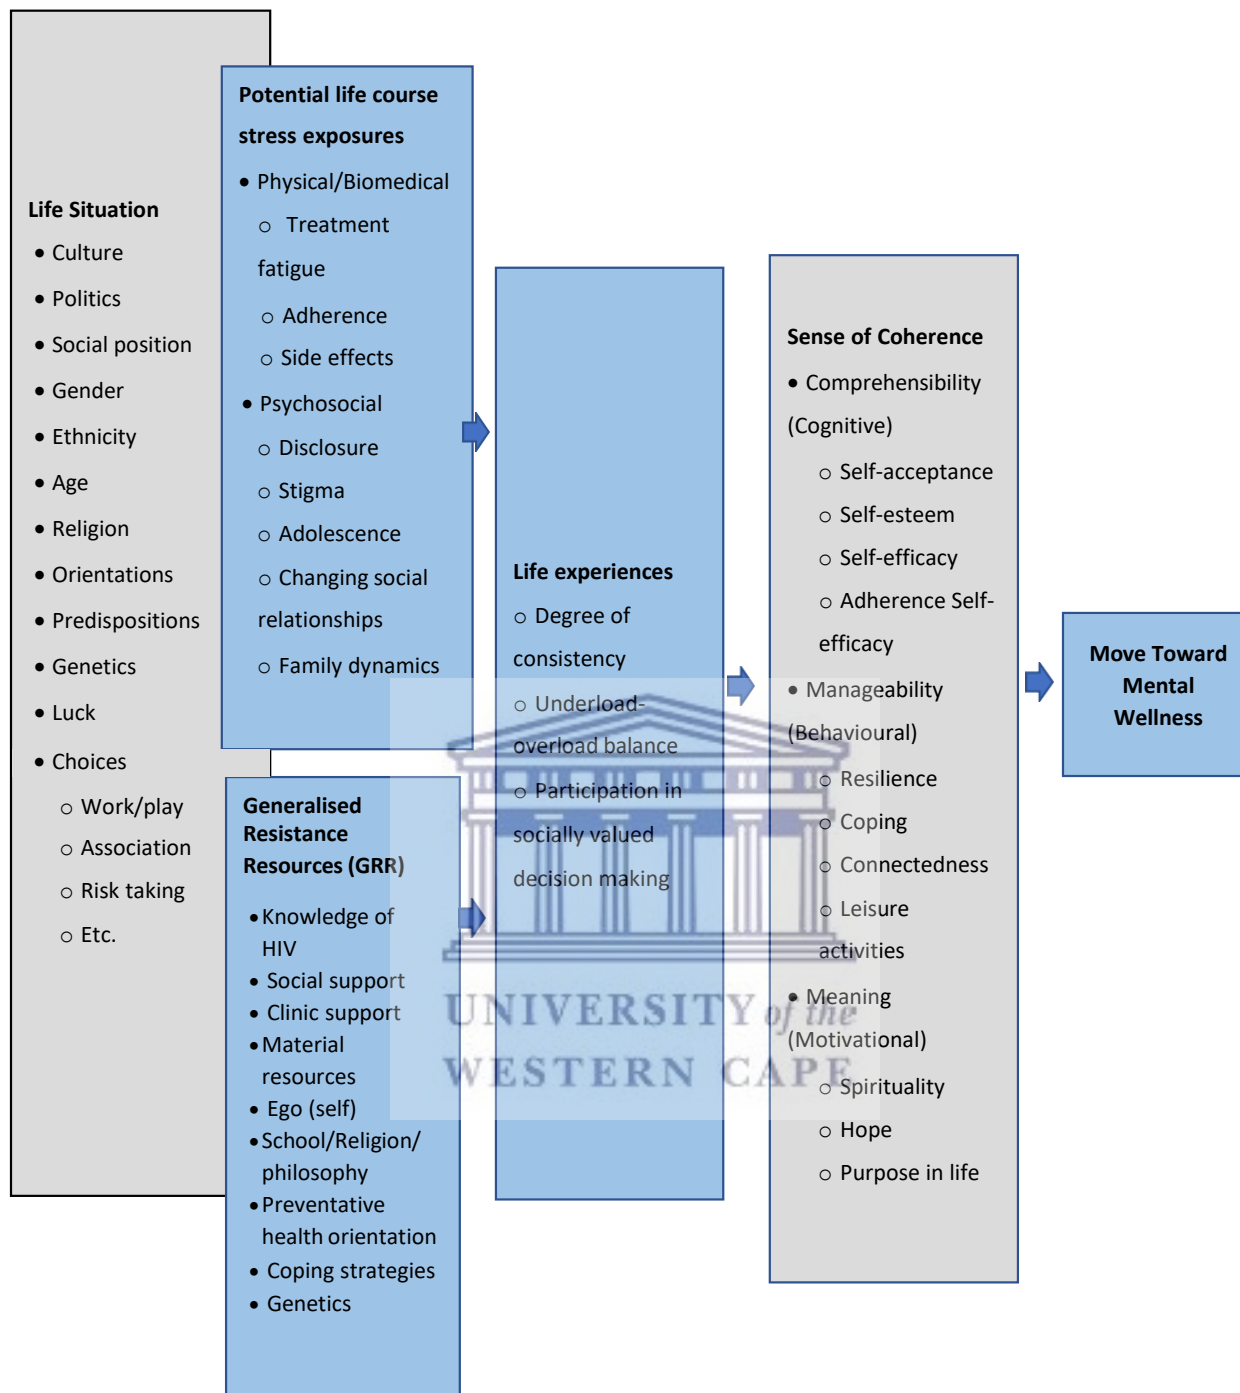 Life Situation
• Culture
• Politics
• Social position
• Gender
• Ethnicity
• Age
• Religion
• Orientations
• Predispositions
• Genetics
• Luck
• Choices
o Work/play
o Association
o Risk taking
o Etc.
Potential life course
stress exposures
• Physical/Biomedical
o Treatment
fatigue
o Adherence
o Side effects
• Psychosocial
o Disclosure
o Stigma
o Adolescence
o Changing social
relationships
o Family dynamics
Generalised
Resistance
Resources (GRR)
• Knowledge of
HIV
• Social support
• Clinic support
• Material
resources
• Ego (self)
• School/Religion/
philosophy
• Preventative
health orientation
• Coping strategies
• Genetics
Life experiences
o Degree of
consistency
o Underload-
overload balance
o Participation in
socially valued
decision making
Sense of Coherence
• Comprehensibility
(Cognitive)
o Self-acceptance
o Self-esteem
o Self-efficacy
o Adherence Self-
efficacy
• Manageability
(Behavioural)
o Resilience
o Coping
o Connectedness
o Leisure
activities
• Meaning
(Motivational)
o Spirituality
o Hope
o Purpose in life
Move Toward
Mental
Wellness
UNIVERSITY of the
WESTERN CAPE